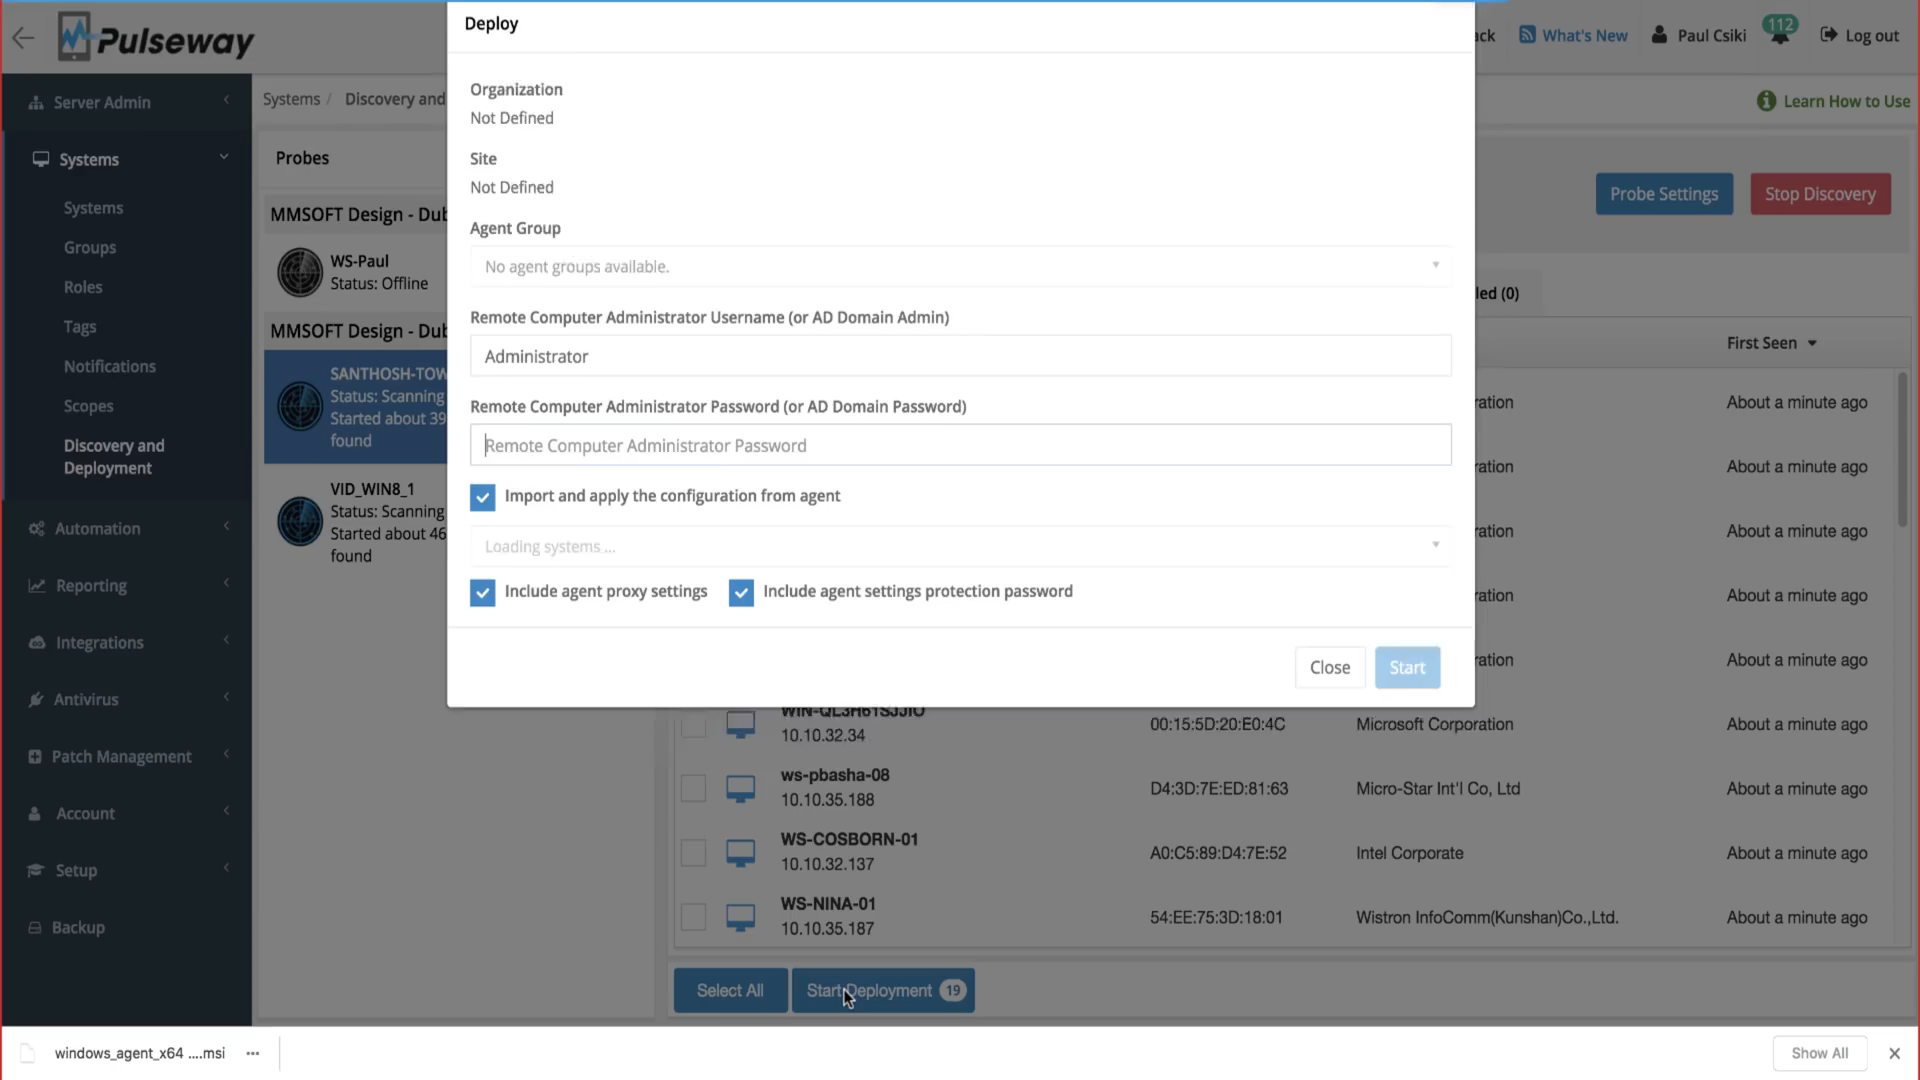 Deploy
Pulseway
ack
What's New
Paul Csiki
112
Log out
Server Admin
Systems /
Discovery and
Learn How to Use
Systems
Systems
Groups
Roles
Tags
Notifications
Scopes
Discovery and
Deployment
Automation
Reporting
Integrations
Antivirus
Patch Management
Account
Setup
Backup
Probes
MMSOFT Design - Dub
WS-Paul
Status: Offline
MMSOFT Design - Dub
SANTHOSH-TOW
Status: Scanning
Started about 39
found
VID_WIN8_1
Status: Scanning
Started about 46
found
Organization
Not Defined
Site
Not Defined
Agent Group
No agent groups available.
Remote Computer Administrator Username (or AD Domain Admin)
Administrator
Remote Computer Administrator Password (or AD Domain Password)
Remote Computer Administrator Password
Import and apply the configuration from agent
Loading systems ...
Include agent proxy settings
Include agent settings protection password
Close
Start
Probe Settings
Stop Discovery
led (0)
First Seen
ration About a minute ago
ration About a minute ago
ration About a minute ago
ration About a minute ago
ration About a minute ago
WIN-QL3H61SJJIO
10.10.32.34
00:15:5D:20:E0:4C Microsoft Corporation About a minute ago
ws-pbasha-08
10.10.35.188
D4:3D:7E:ED:81:63 Micro-Star Int'l Co, Ltd About a minute ago
WS-COSBORN-01
10.10.32.137
A0:C5:89:D4:7E:52 Intel Corporate About a minute ago
WS-NINA-01
10.10.35.187
54:EE:75:3D:18:01 Wistron InfoComm(Kunshan)Co.,Ltd. About a minute ago
Select All
Start Deployment 19
windows_agent_x64 ....msi
Show All